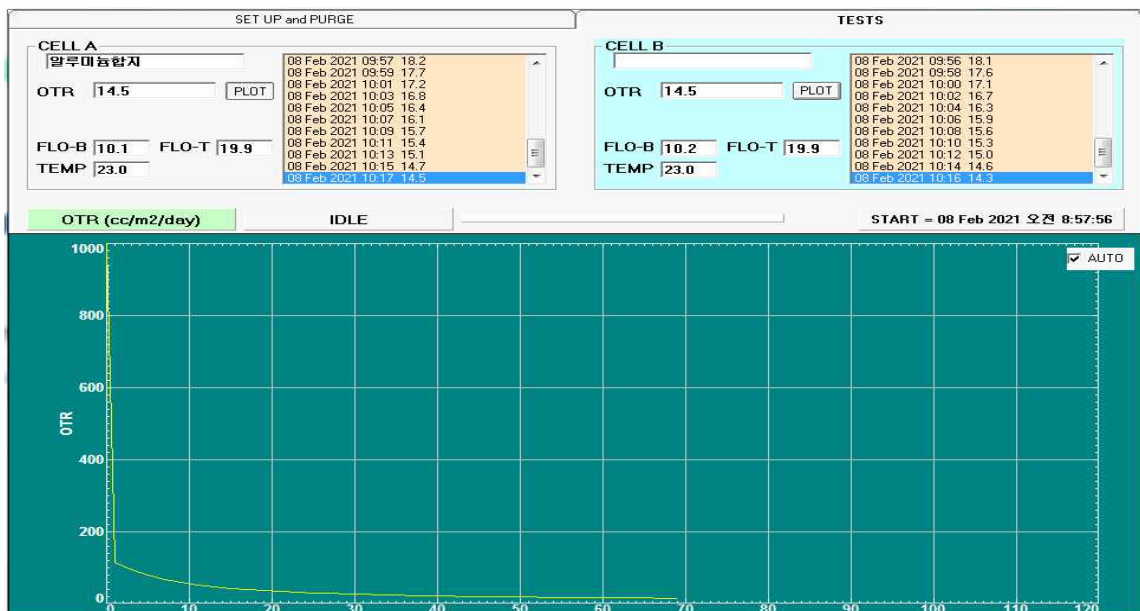 SET UP and PURGE
TESTS
CELL A
알루미늄합지
OTR 14.5 PLOT
FLO-B 10.1 FLO-T 19.9
TEMP 23.0
08 Feb 2021 09:57 18.2
08 Feb 2021 09:59 17.7
08 Feb 2021 10:01 17.2
08 Feb 2021 10:03 16.8
08 Feb 2021 10:05 16.4
08 Feb 2021 10:07 16.1
08 Feb 2021 10:09 15.7
08 Feb 2021 10:11 15.4
08 Feb 2021 10:13 15.1
08 Feb 2021 10:15 14.7
08 Feb 2021 10:17 14.5
CELL B
OTR 14.5 PLOT
FLO-B 10.2 FLO-T 19.9
TEMP 23.0
08 Feb 2021 09:56 18.1
08 Feb 2021 09:58 17.6
08 Feb 2021 10:00 17.1
08 Feb 2021 10:02 16.7
08 Feb 2021 10:04 16.3
08 Feb 2021 10:06 15.9
08 Feb 2021 10:08 15.6
08 Feb 2021 10:10 15.3
08 Feb 2021 10:12 15.0
08 Feb 2021 10:14 14.6
08 Feb 2021 10:16 14.3
OTR (cc/m2/day)
IDLE
START = 08 Feb 2021 오전 8:57:56
AUTO
OTR
1000
800
600
400
200
0
0 10 20 30 40 50 60 70 80 90 100 110 120